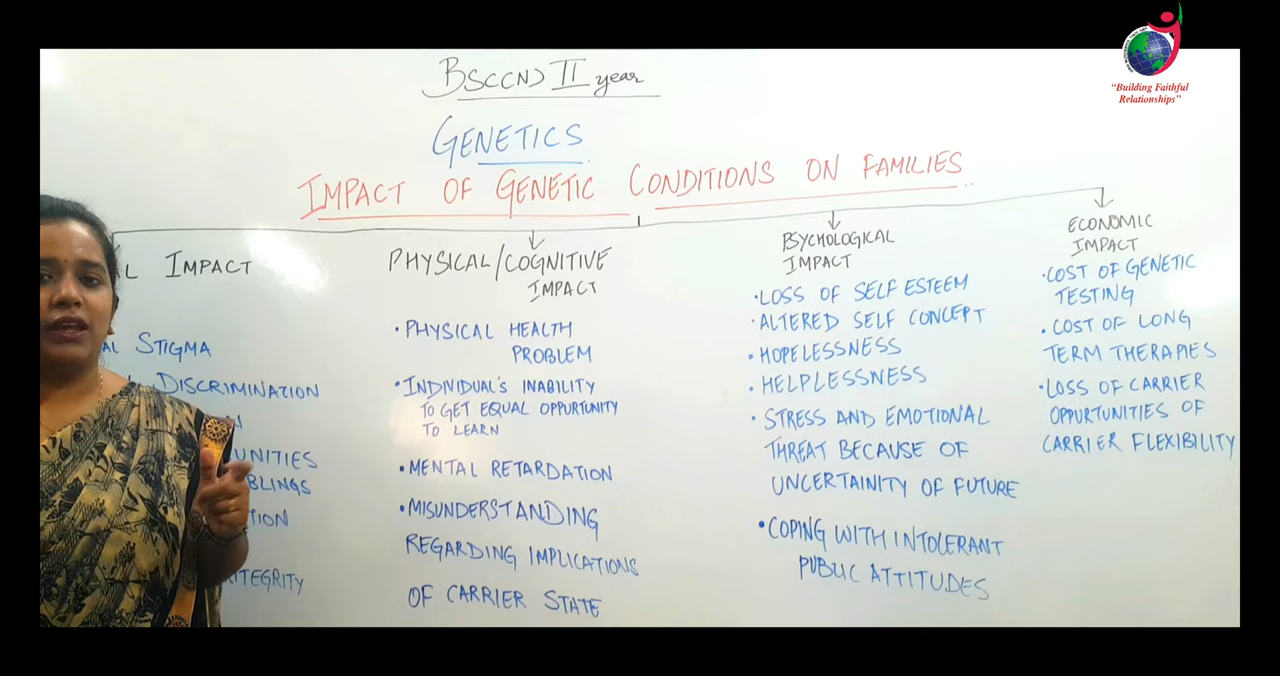 BSC(N) II year
GENETICS
IMPACT OF GENETIC CONDITIONS ON FAMILIES
L IMPACT
AL STIGMA
DISCRIMINATION
UNITIES
BLINGS
TION
NTEGRITY
PHYSICAL/COGNITIVE
IMPACT
• PHYSICAL HEALTH
PROBLEM
• INDIVIDUAL'S INABILITY
TO GET EQUAL OPPURTUNITY
TO LEARN
• MENTAL RETARDATION
• MISUNDERSTANDING
REGARDING IMPLICATIONS
OF CARRIER STATE
PSYCHOLOGICAL
IMPACT
• LOSS OF SELF ESTEEM
• ALTERED SELF CONCEPT
• HOPELESSNESS
• HELPLESSNESS
• STRESS AND EMOTIONAL
THREAT BECAUSE OF
UNCERTAINITY OF FUTURE
• COPING WITH INTOLERANT
PUBLIC ATTITUDES
ECONOMIC
IMPACT
• COST OF GENETIC
TESTING
• COST OF LONG
TERM THERAPIES
• LOSS OF CARRIER
OPPURTUNITIES OF
CARRIER FLEXIBILITY
"Building Faithful
Relationships"